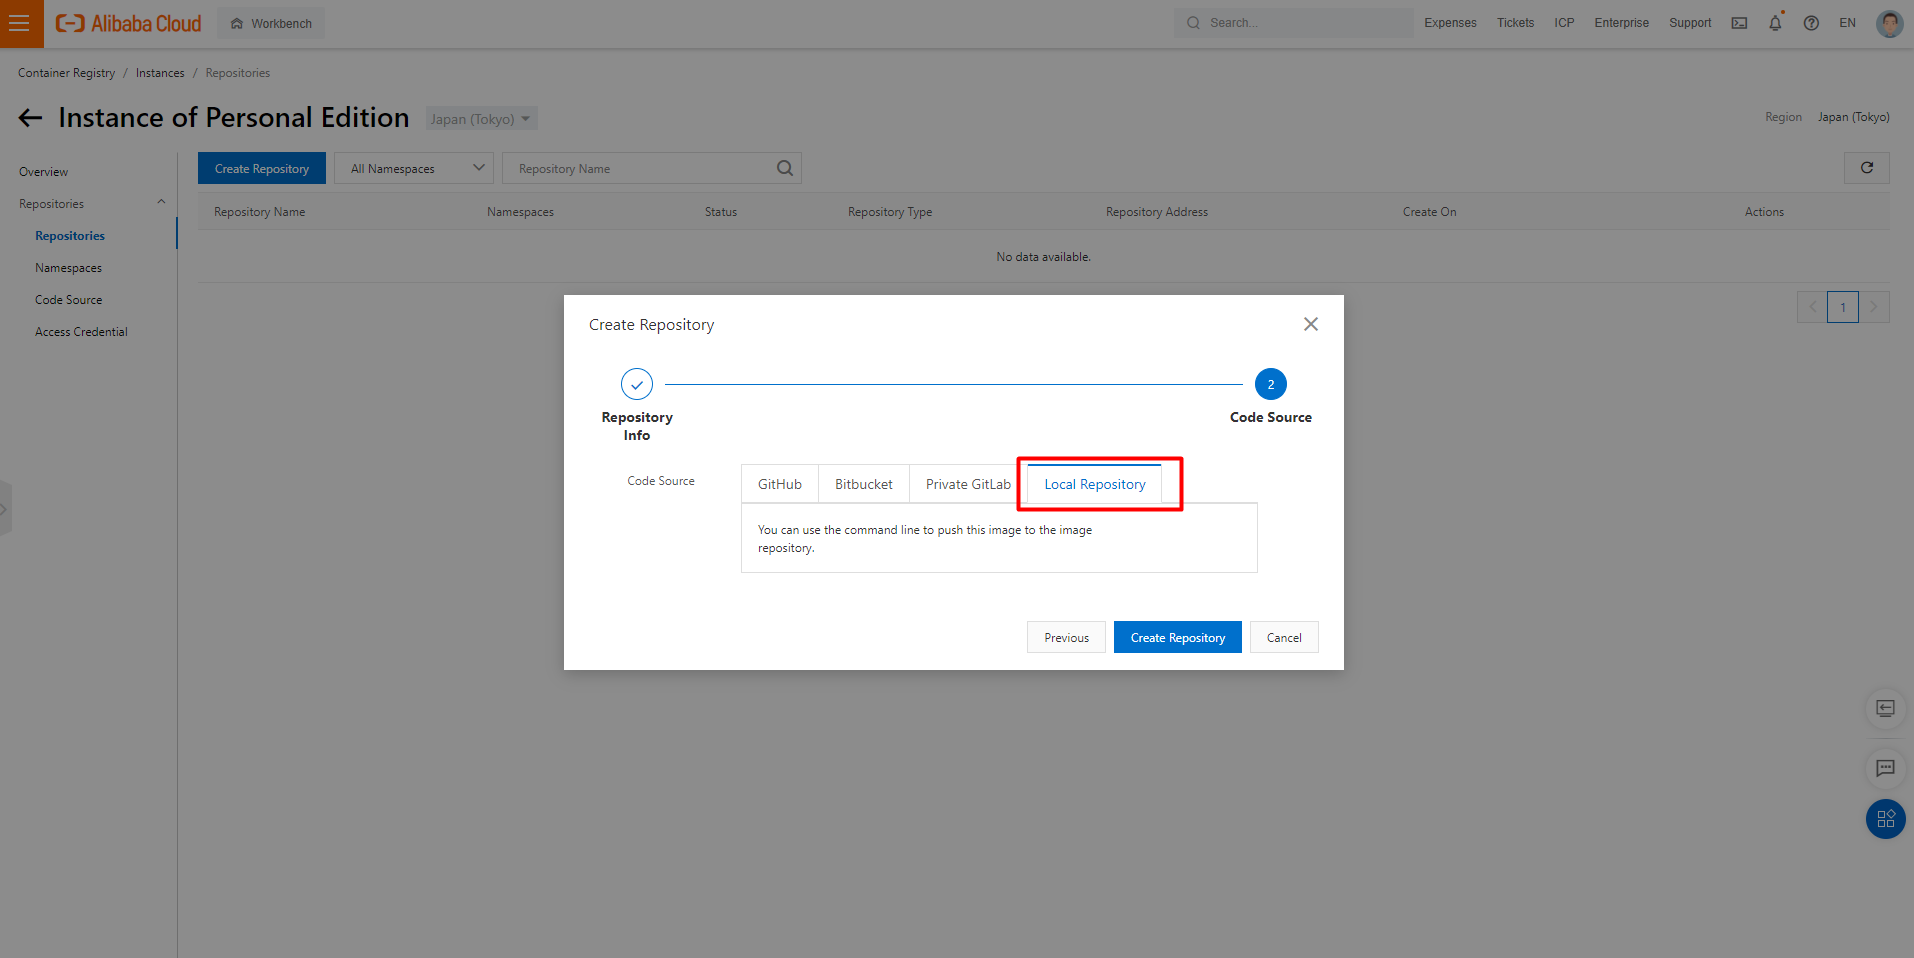 Alibaba Cloud
Workbench
Search...
Expenses
Tickets
ICP
Enterprise
Support
EN
Container Registry / Instances / Repositories
Instance of Personal Edition
Japan (Tokyo)
Region
Japan (Tokyo)
Overview
Repositories
Repositories
Namespaces
Code Source
Access Credential
Create Repository
All Namespaces
Repository Name
Repository Name
Namespaces
Status
Repository Type
Repository Address
Create On
Actions
No data available.
1
Create Repository
2
Repository
Info
Code Source
Code Source
GitHub
Bitbucket
Private GitLab
Local Repository
You can use the command line to push this image to the image
repository.
Previous
Create Repository
Cancel